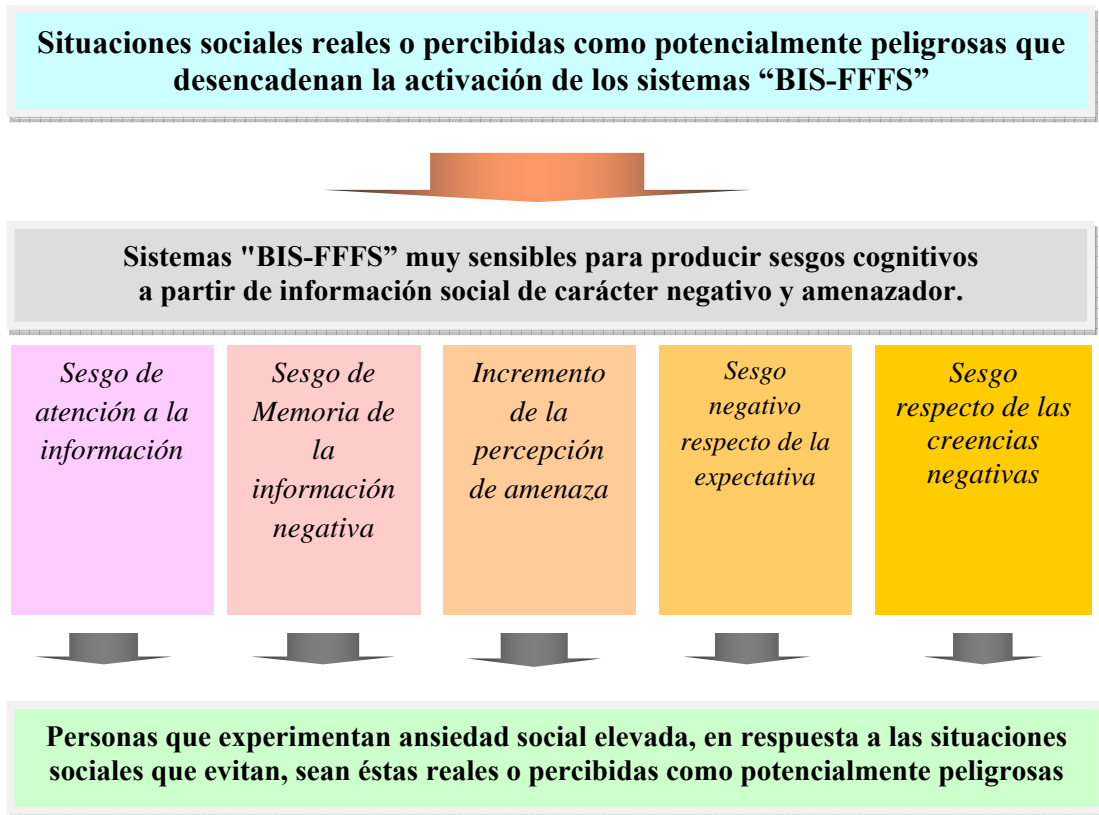 Situaciones sociales reales o percibidas como potencialmente peligrosas que
desencadenan la activación de los sistemas “BIS-FFFS”
Sistemas "BIS-FFFS” muy sensibles para producir sesgos cognitivos
a partir de información social de carácter negativo y amenazador.
Sesgo de
atención a la
información
Sesgo de
Memoria de
la
información
negativa
Incremento
de la
percepción
de amenaza
Sesgo
negativo
respecto de la
expectativa
Sesgo
respecto de las
creencias
negativas
Personas que experimentan ansiedad social elevada, en respuesta a las situaciones
sociales que evitan, sean éstas reales o percibidas como potencialmente peligrosas